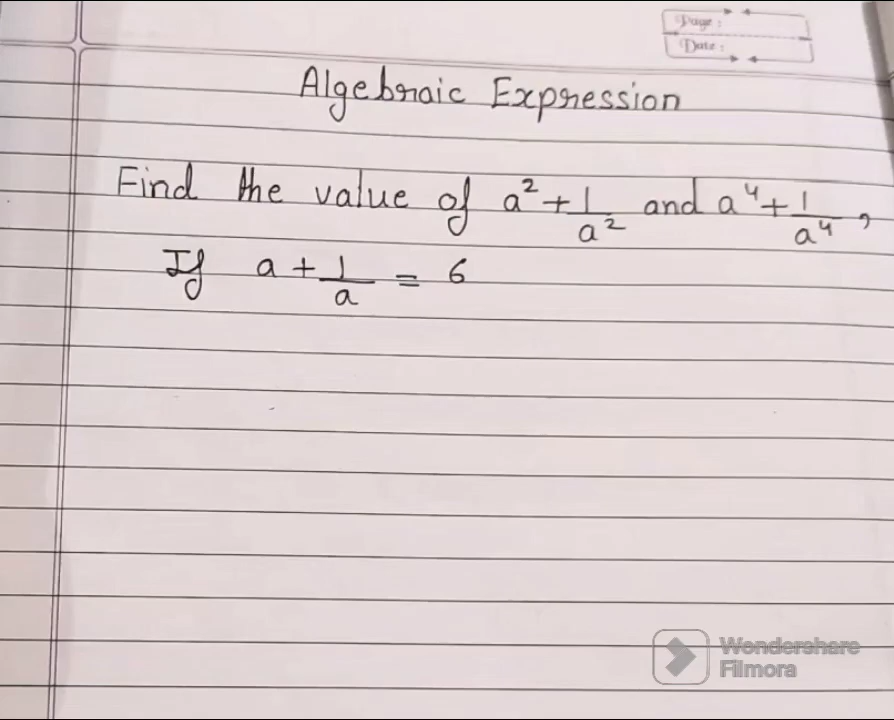 Page :
Date :
Algebraic Expression
Find the value of a² + 1/a² and a⁴ + 1/a⁴ ,
If a + 1/a = 6
Wondershare
Filmora